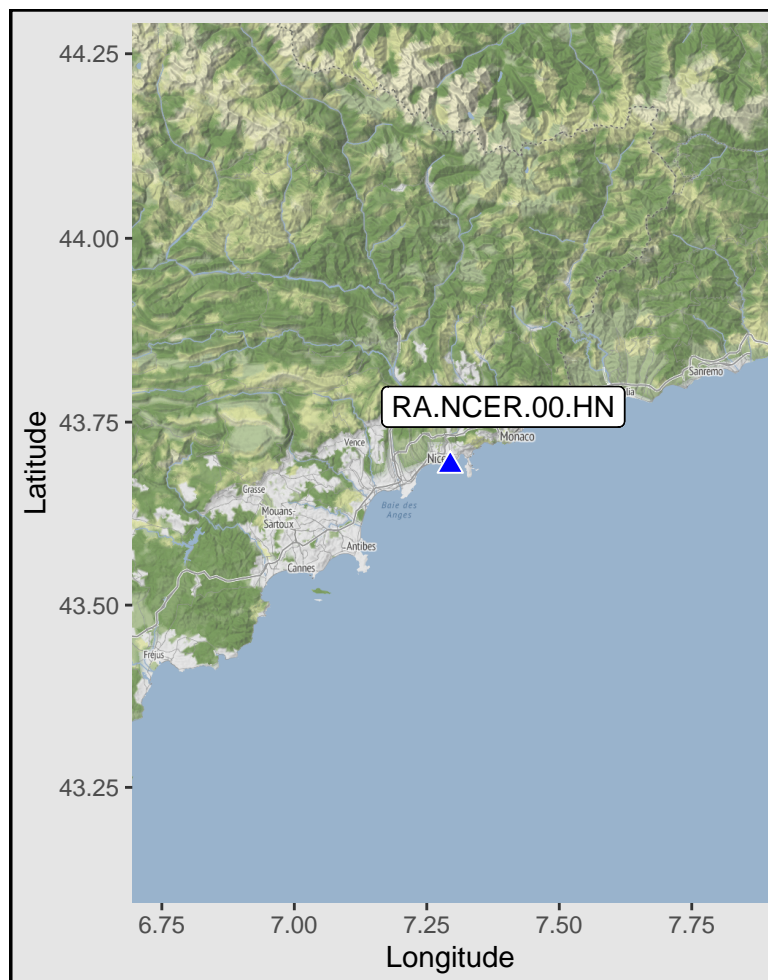 44.25
44.00
43.75
43.50
43.25
Latitude
Sanremo
RA.NCER.00.HN
Monaco
Vence
Nice
Grasse
Baie des
Anges
Mouans-
Sartoux
Antibes
Cannes
Fréjus
6.75 7.00 7.25 7.50 7.75
Longitude